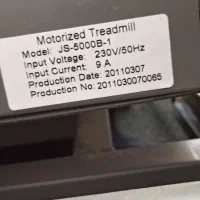 Motorized Treadmill
Model: JS-5000B-1
Input Voltage: 230V/50Hz
Input Current: 9 A
Production Date: 20110307
Production No: 2011030070065